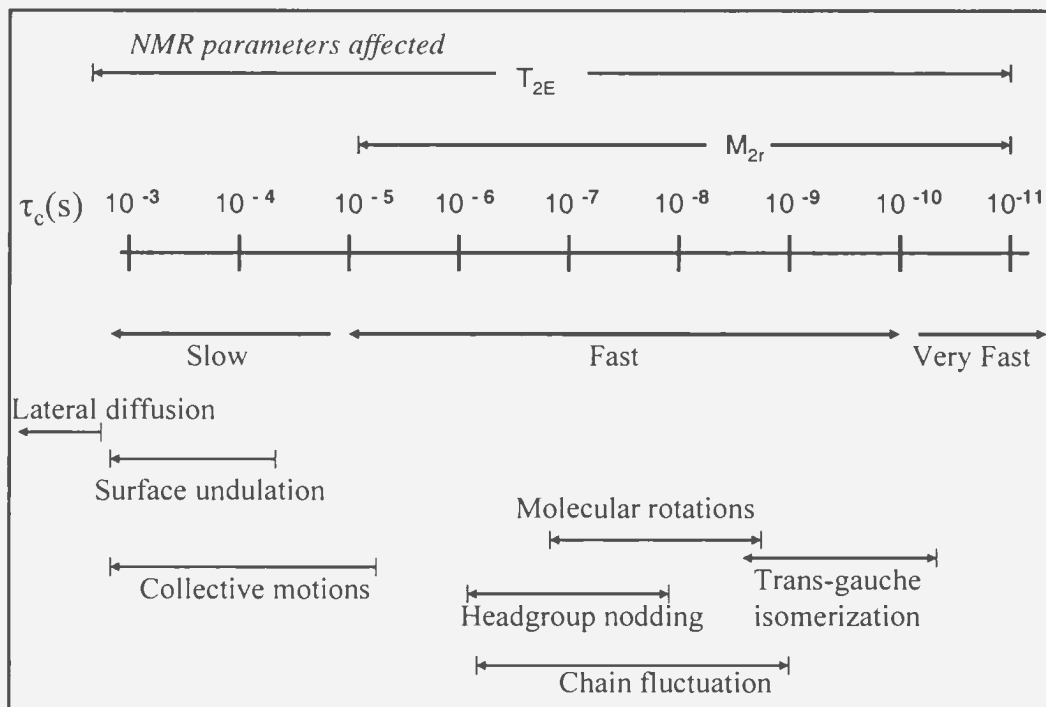 NMR parameters affected
T2E
M2r
τc(s) 10-3 10-4 10-5 10-6 10-7 10-8 10-9 10-10 10-11
Slow Fast Very Fast
Lateral diffusion
Surface undulation
Molecular rotations
Collective motions
Trans-gauche
isomerization
Headgroup nodding
Chain fluctuation